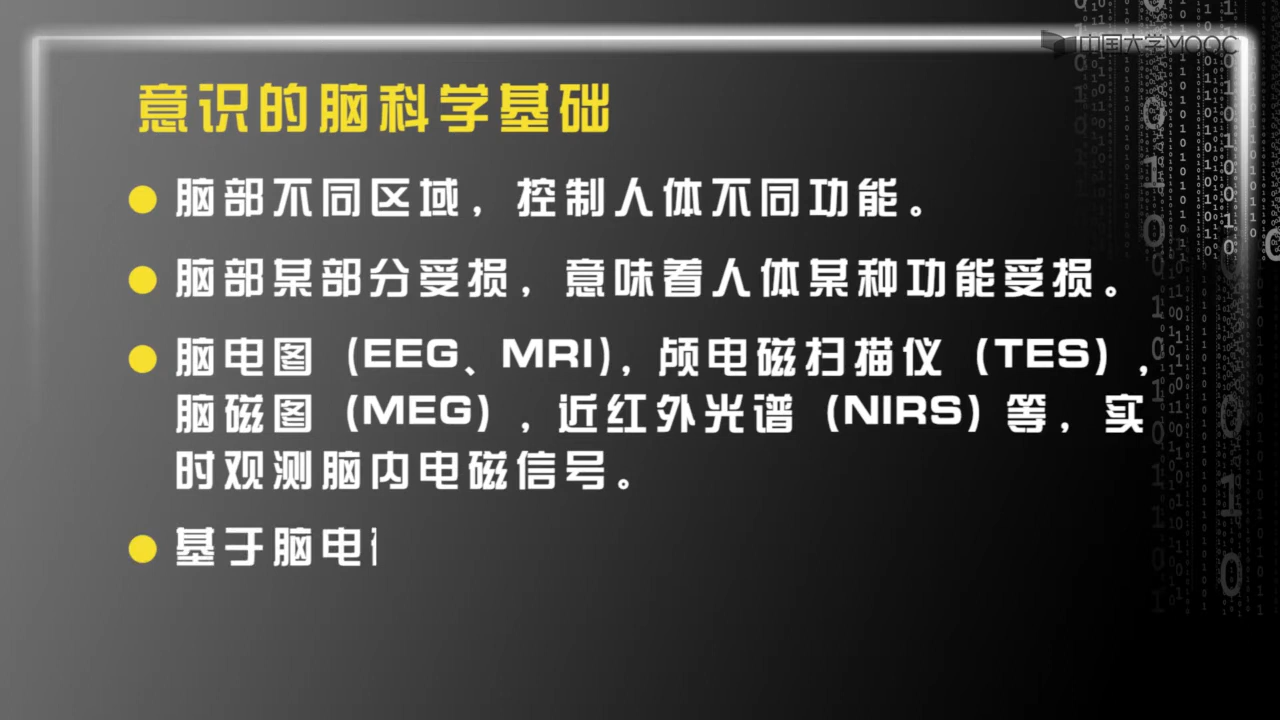 中国大学MOOC
意识的脑科学基础
脑部不同区域，控制人体不同功能。
脑部某部分受损，意味着人体某种功能受损。
脑电图（EEG、MRI），颅电磁扫描仪（TES），
脑磁图（MEG），近红外光谱（NIRS）等，实
时观测脑内电磁信号。
基于脑电